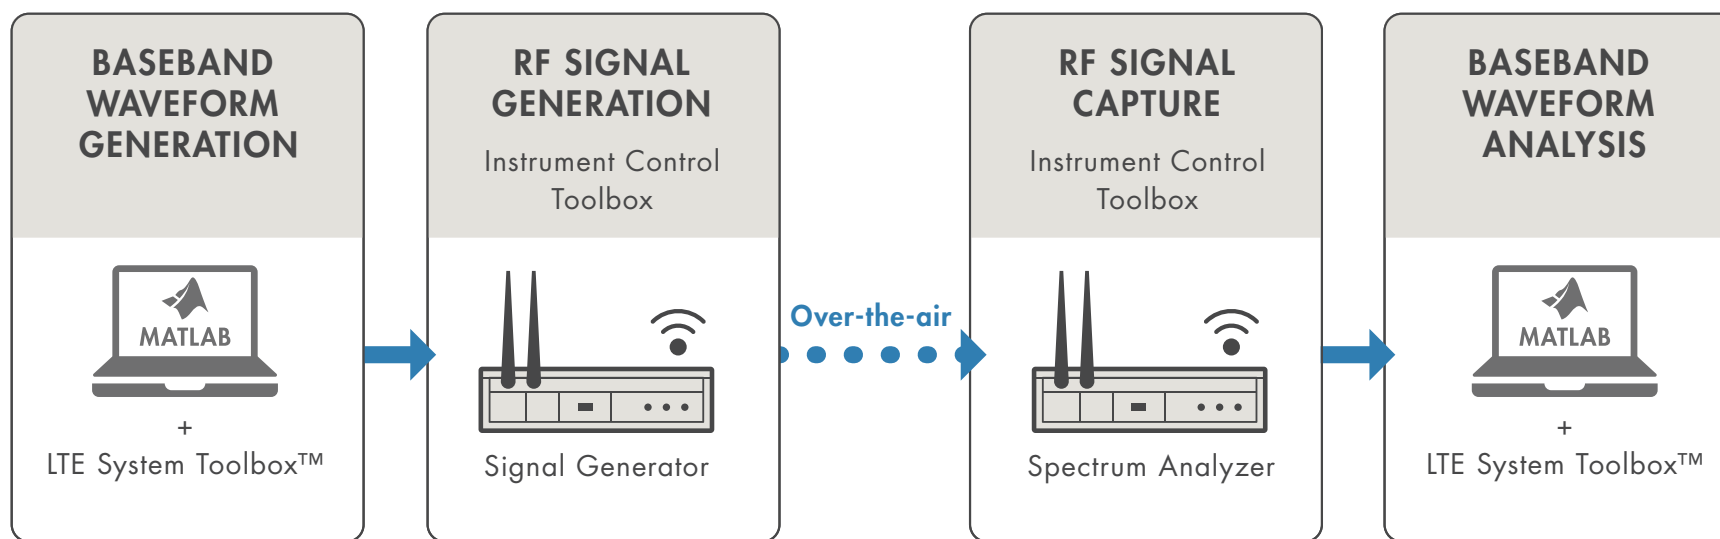 BASEBAND
WAVEFORM
GENERATION
MATLAB
+
LTE System Toolbox™
RF SIGNAL
GENERATION
Instrument Control
Toolbox
Signal Generator
Over-the-air
RF SIGNAL
CAPTURE
Instrument Control
Toolbox
Spectrum Analyzer
BASEBAND
WAVEFORM
ANALYSIS
MATLAB
+
LTE System Toolbox™